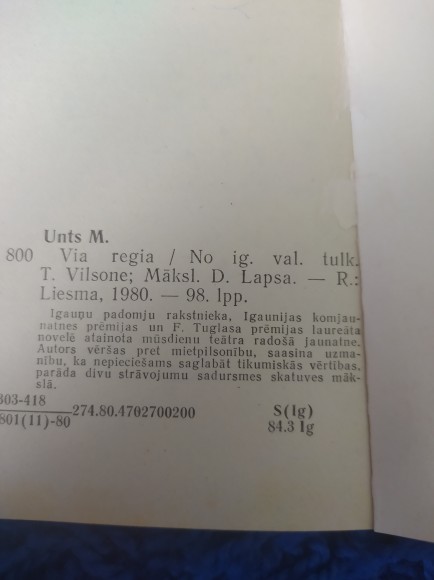 Unts M.
800 Via regia / No ig. val. tulk.
T. Vilsone; Māksl. D. Lapsa. — R.:
Liesma, 1980. — 98. lpp.
Igauņu padomju rakstnieka, Igaunijas komjau-
natnes prēmijas un F. Tuglasa prēmijas laureāta
novelē atainota mūsdienu teātra radošā jaunatne.
Autors vēršas pret mietpilsonību, saasina uzma-
nību, ka nepieciešams saglabāt tikumiskās vērtības,
parāda divu strāvojumu sadursmes skatuves māk-
slā.
303-418
801(11)-80 274.80.4702700200 S(Ig)
84.3 Ig